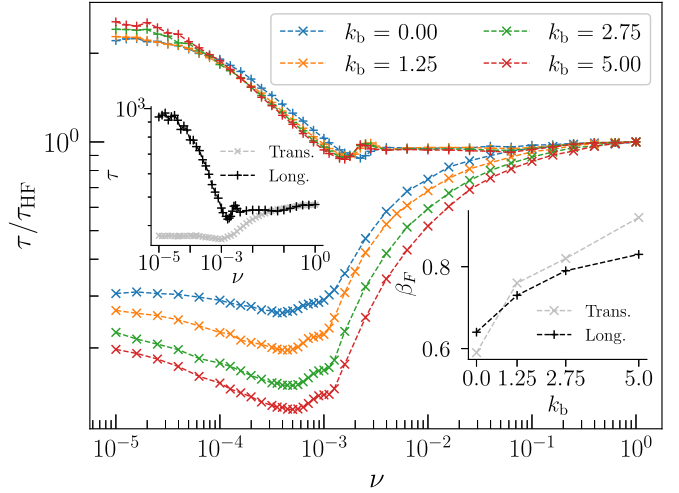 k_b = 0.00
k_b = 2.75
k_b = 1.25
k_b = 5.00
10^0
τ/τ_HF
10^3
τ
Trans.
Long.
10^-5
10^-3
10^0
ν
0.8
0.6
β_F
Trans.
Long.
0.0
1.25
2.75
5.0
k_b
10^-5
10^-4
10^-3
10^-2
10^-1
10^0
ν